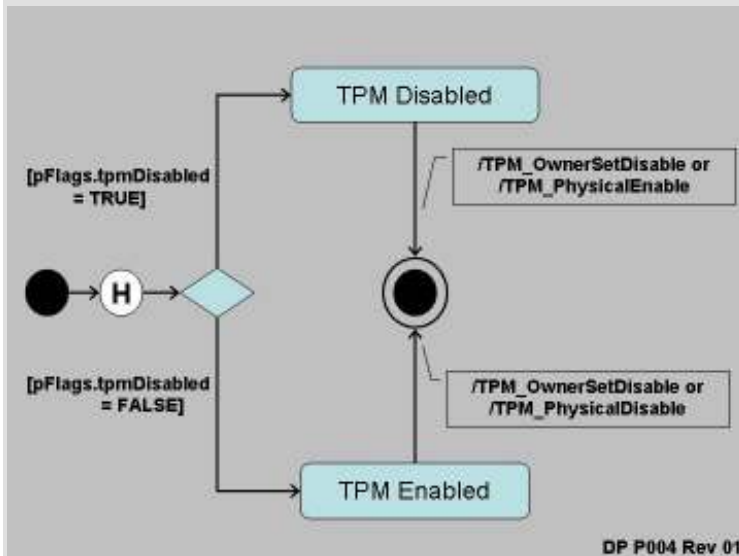 TPM Disabled
[pFlags.tpmDisabled
= TRUE]
/TPM_OwnerSetDisable or
/TPM_PhysicalEnable
H
[pFlags.tpmDisabled
= FALSE]
/TPM_OwnerSetDisable or
/TPM_PhysicalDisable
TPM Enabled
DP P004 Rev 01